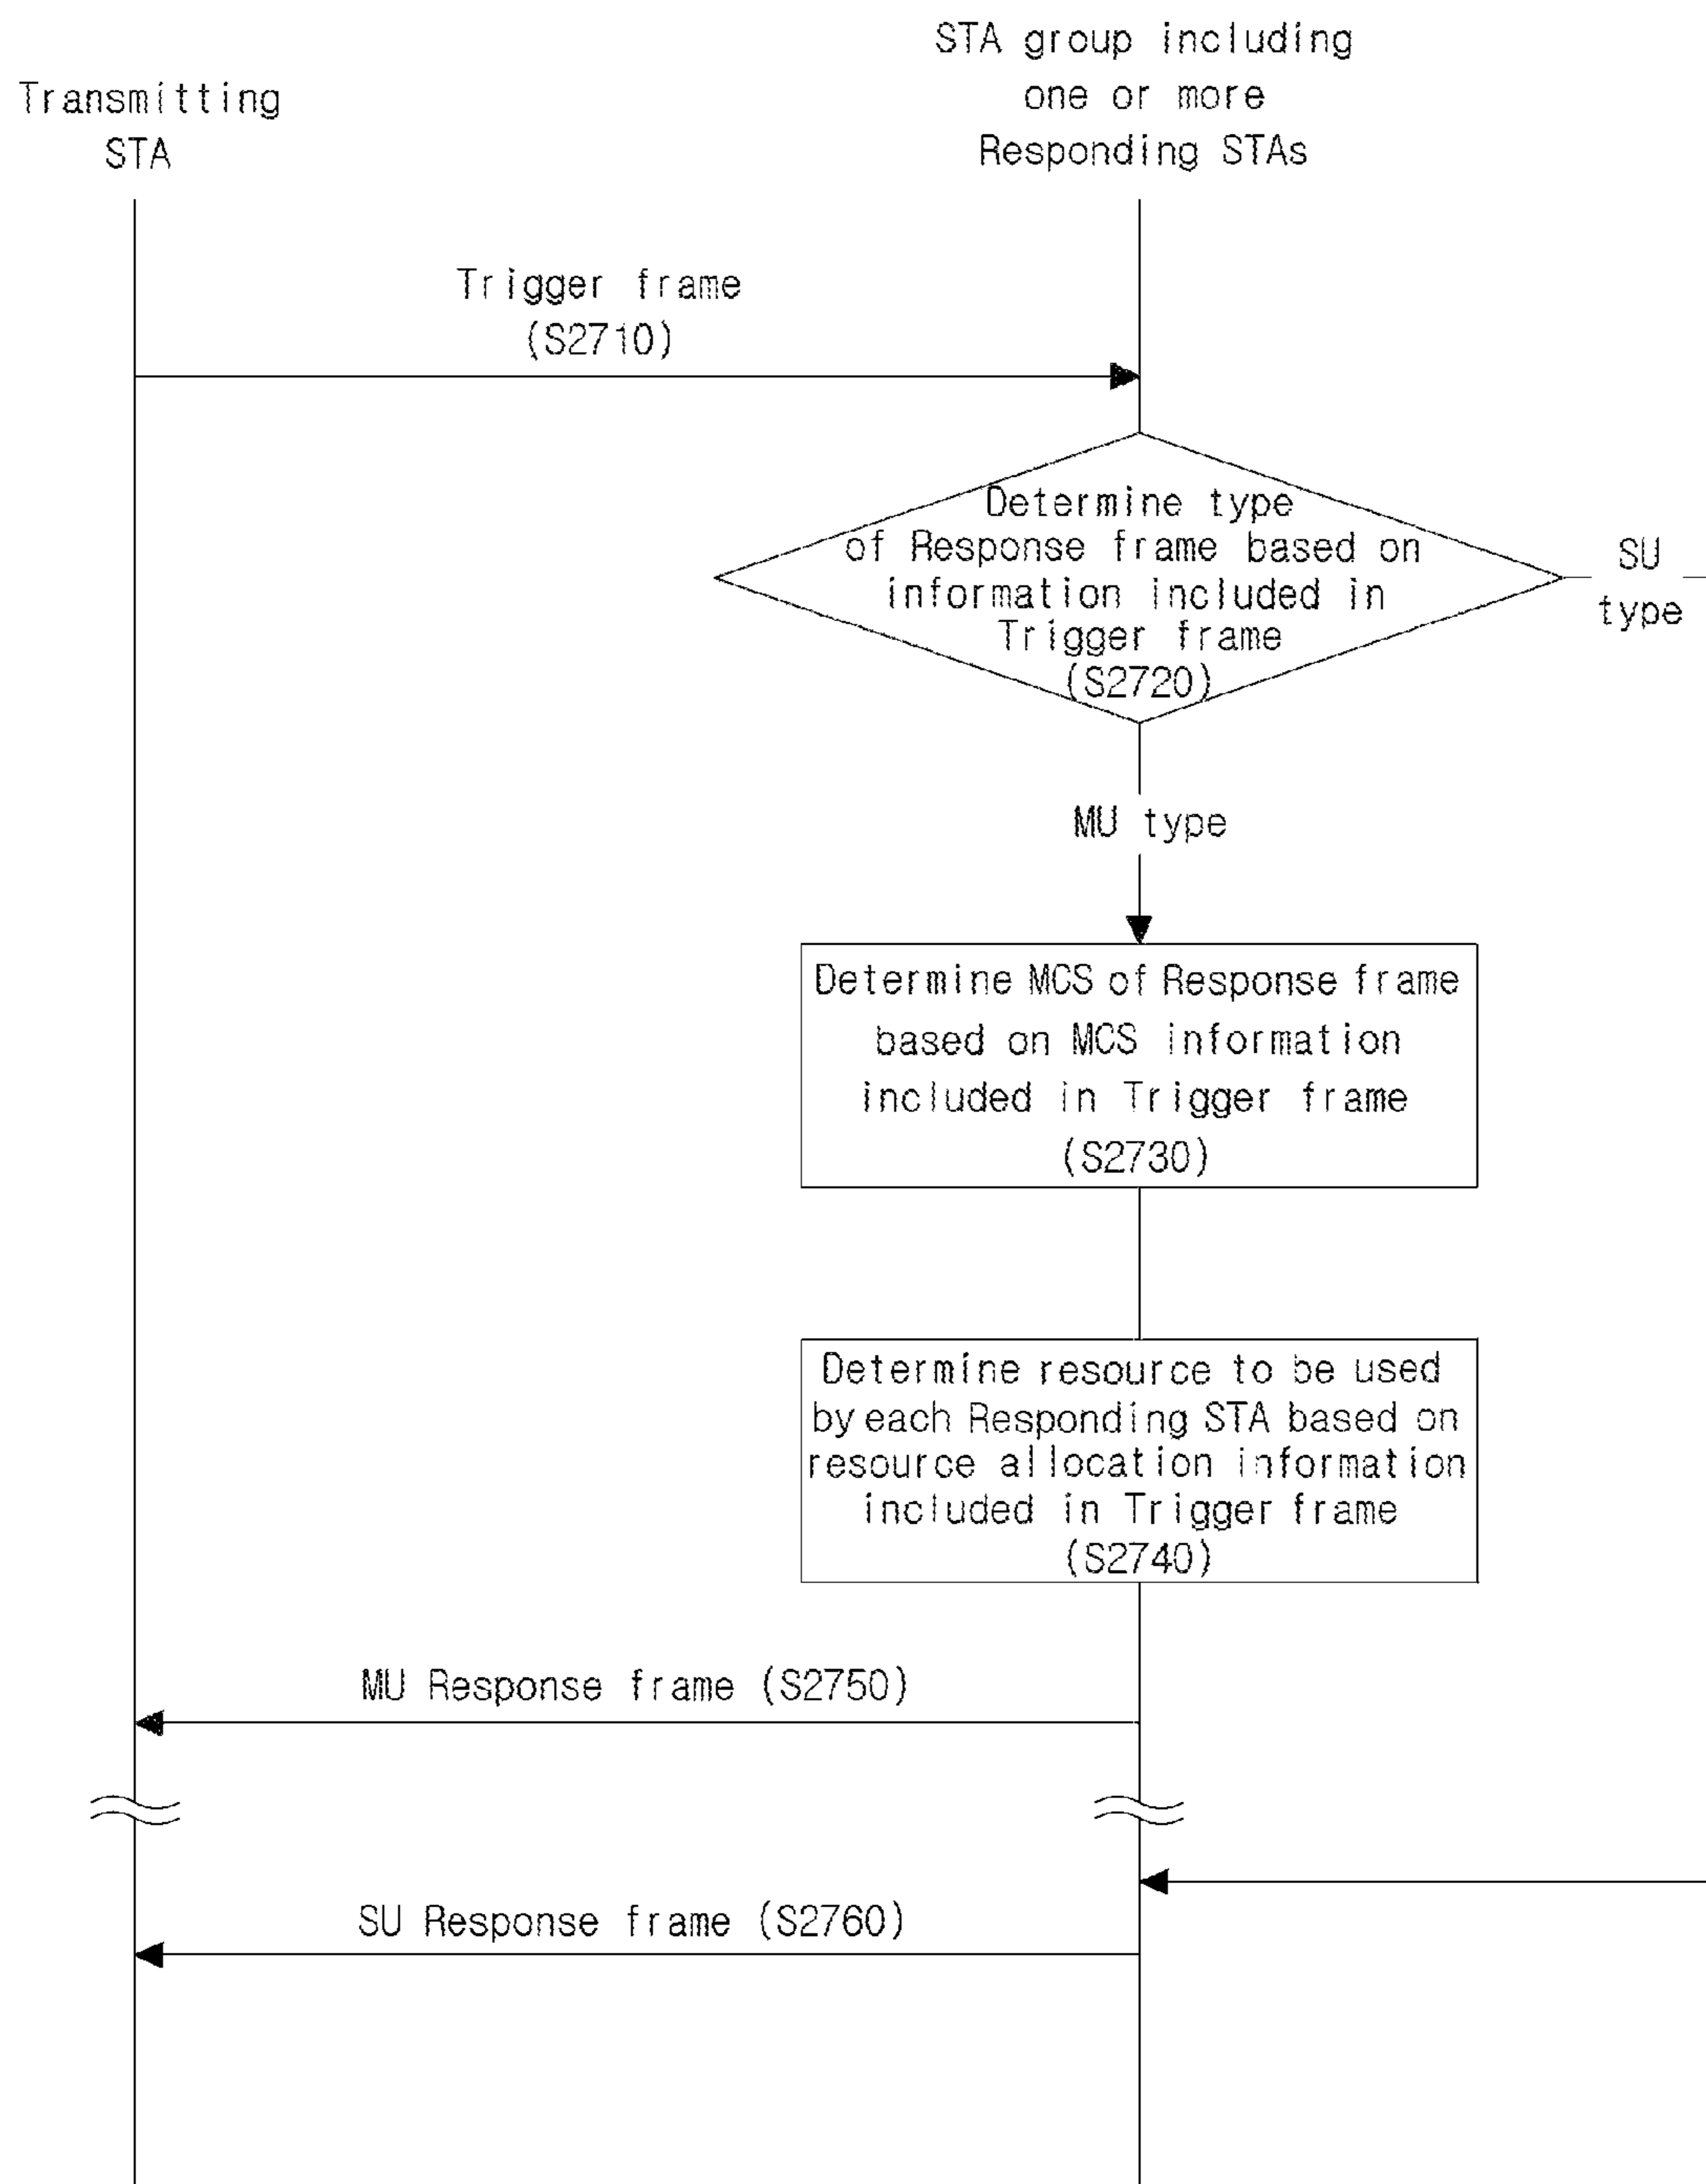 Transmitting
STA
STA group including
one or more
Responding STAs
Trigger frame
(S2710)
Determine type
of Response frame based on
information included in
Trigger frame
(S2720)
SU
type
MU type
Determine MCS of Response frame
based on MCS information
included in Trigger frame
(S2730)
Determine resource to be used
by each Responding STA based on
resource allocation information
included in Trigger frame
(S2740)
MU Response frame (S2750)
SU Response frame (S2760)